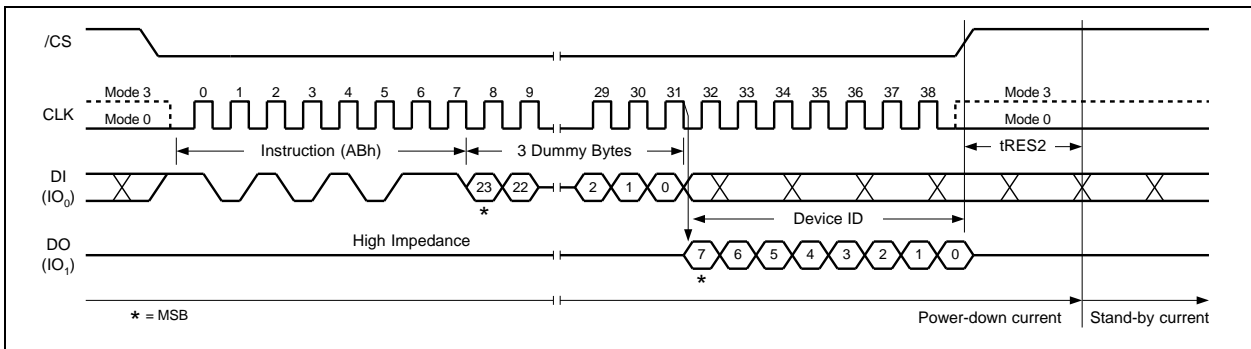 /CS
Mode 3 0 1 2 3 4 5 6 7 8 9 29 30 31 32 33 34 35 36 37 38 Mode 3
CLK
Mode 0 Mode 0
Instruction (ABh) 3 Dummy Bytes tRES2
DI
(IO0)
23 22 2 1 0
*
Device ID
High Impedance
DO
(IO1)
7 6 5 4 3 2 1 0
*
* = MSB
Power-down current Stand-by current